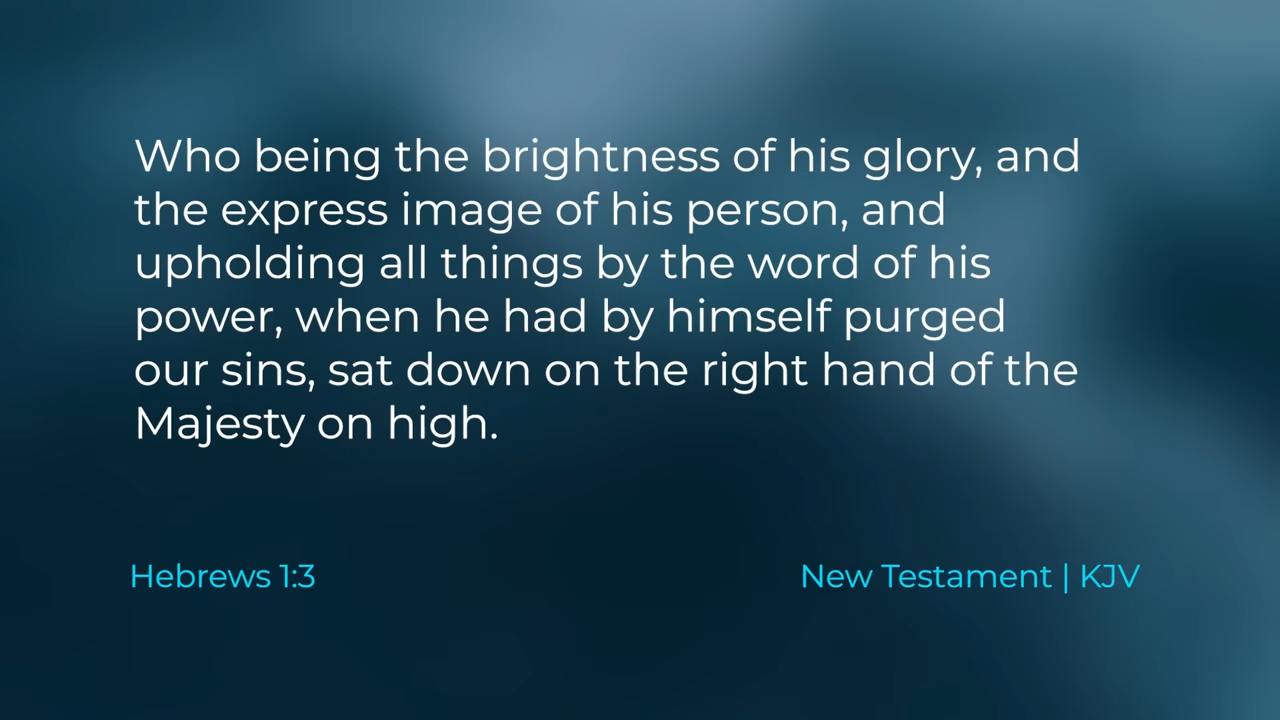 Who being the brightness of his glory, and
the express image of his person, and
upholding all things by the word of his
power, when he had by himself purged
our sins, sat down on the right hand of the
Majesty on high.
Hebrews 1:3
New Testament | KJV